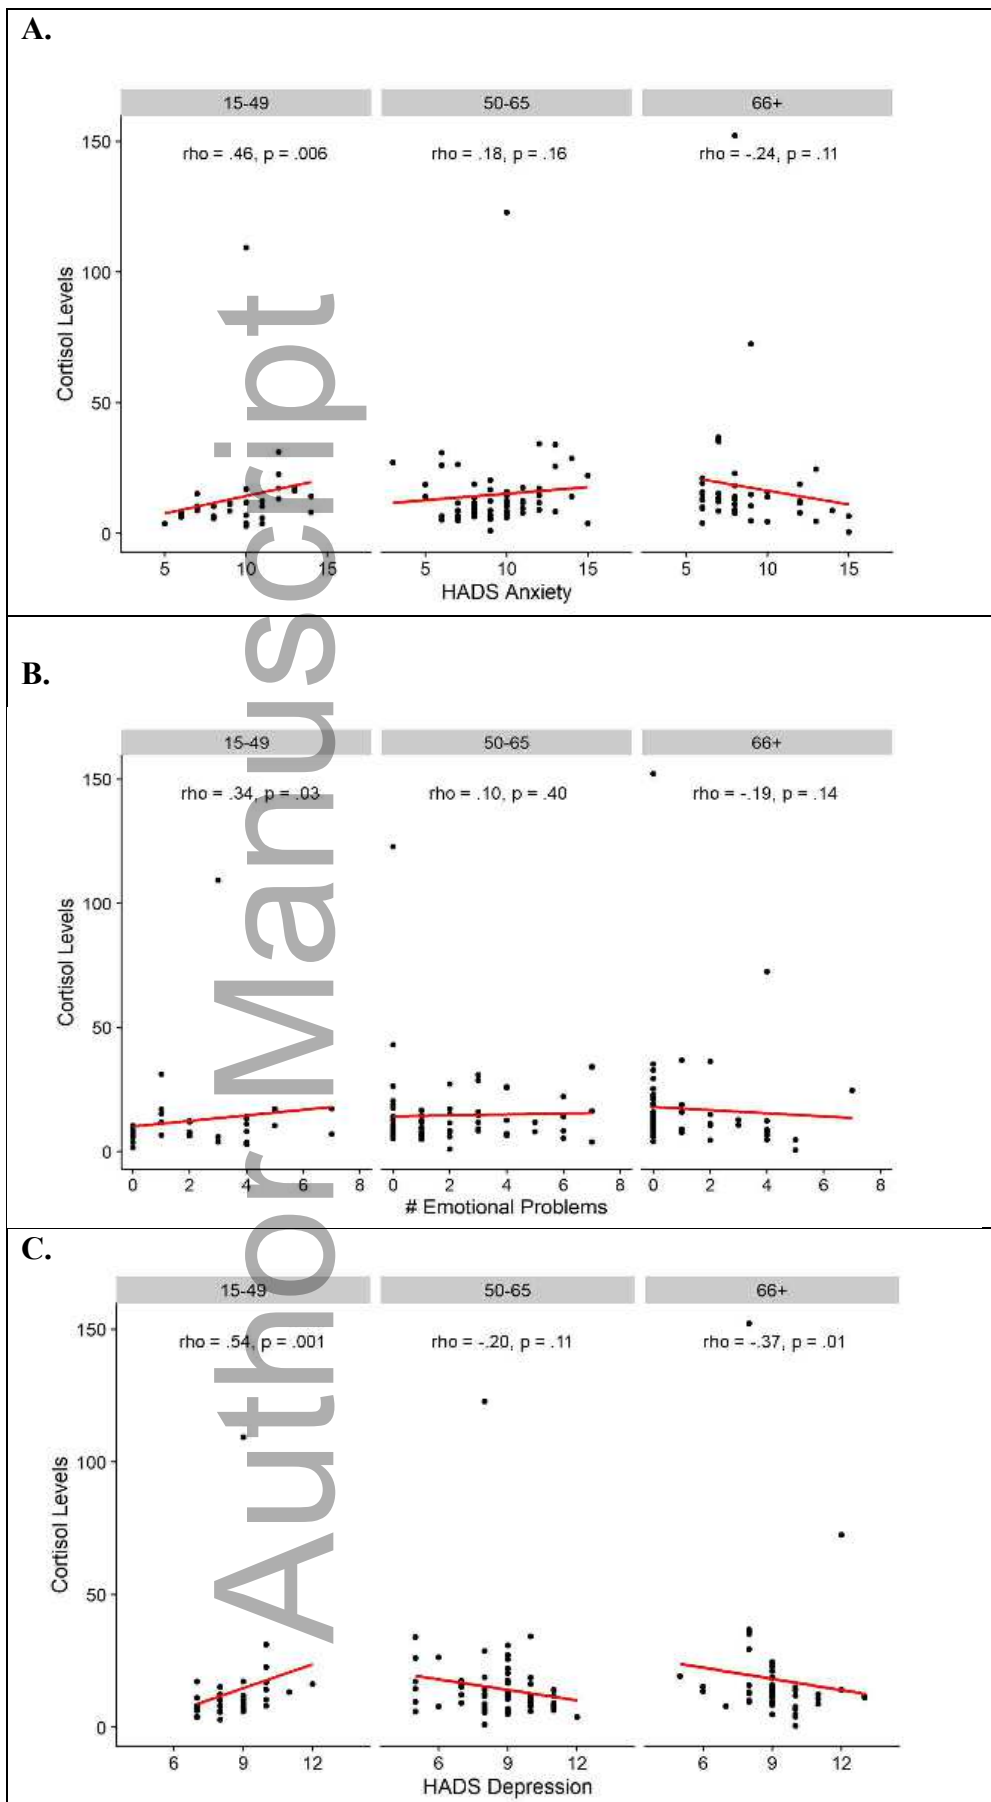 A.
15-49 50-65 66+
rho = .46, p = .006 rho = .18, p = .16 rho = -.24, p = .11
150
100
50
0
Cortisol Levels
5 10 15 5 10 15 5 10 15
HADS Anxiety
B.
15-49 50-65 66+
rho = .34, p = .03 rho = .10, p = .40 rho = -.19, p = .14
150
100
50
0
Cortisol Levels
0 2 4 6 8 0 2 4 6 8 0 2 4 6 8
# Emotional Problems
C.
15-49 50-65 66+
rho = .54, p = .001 rho = -.20, p = .11 rho = -.37, p = .01
150
100
50
0
Cortisol Levels
6 9 12 6 9 12 6 9 12
HADS Depression
Author Manuscript